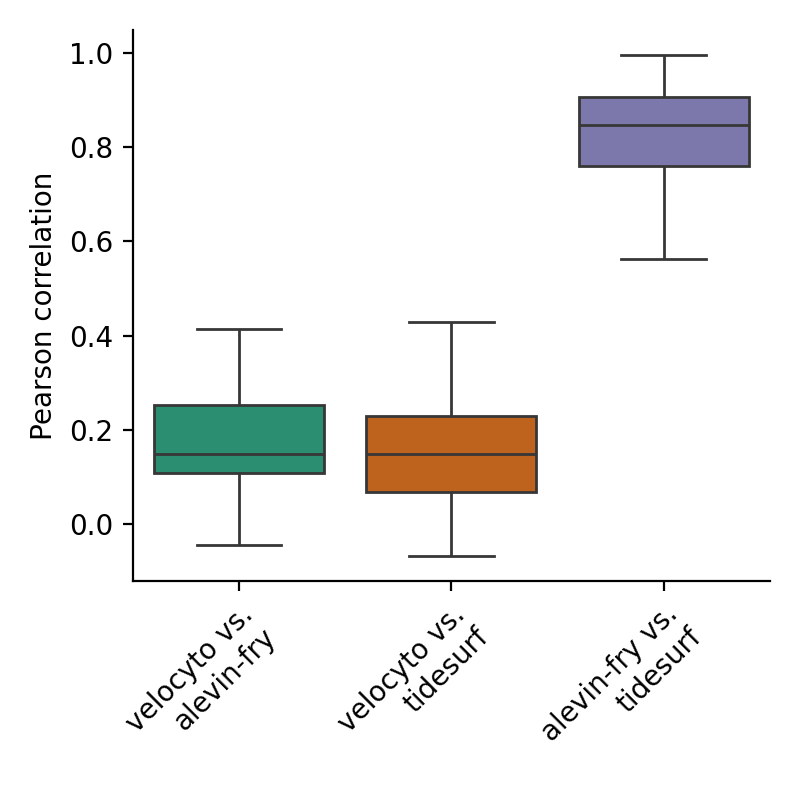 Pearson correlation
1.0
0.8
0.6
0.4
0.2
0.0
velocyto vs.
alevin-fry
velocyto vs.
tidesurf
alevin-fry vs.
tidesurf